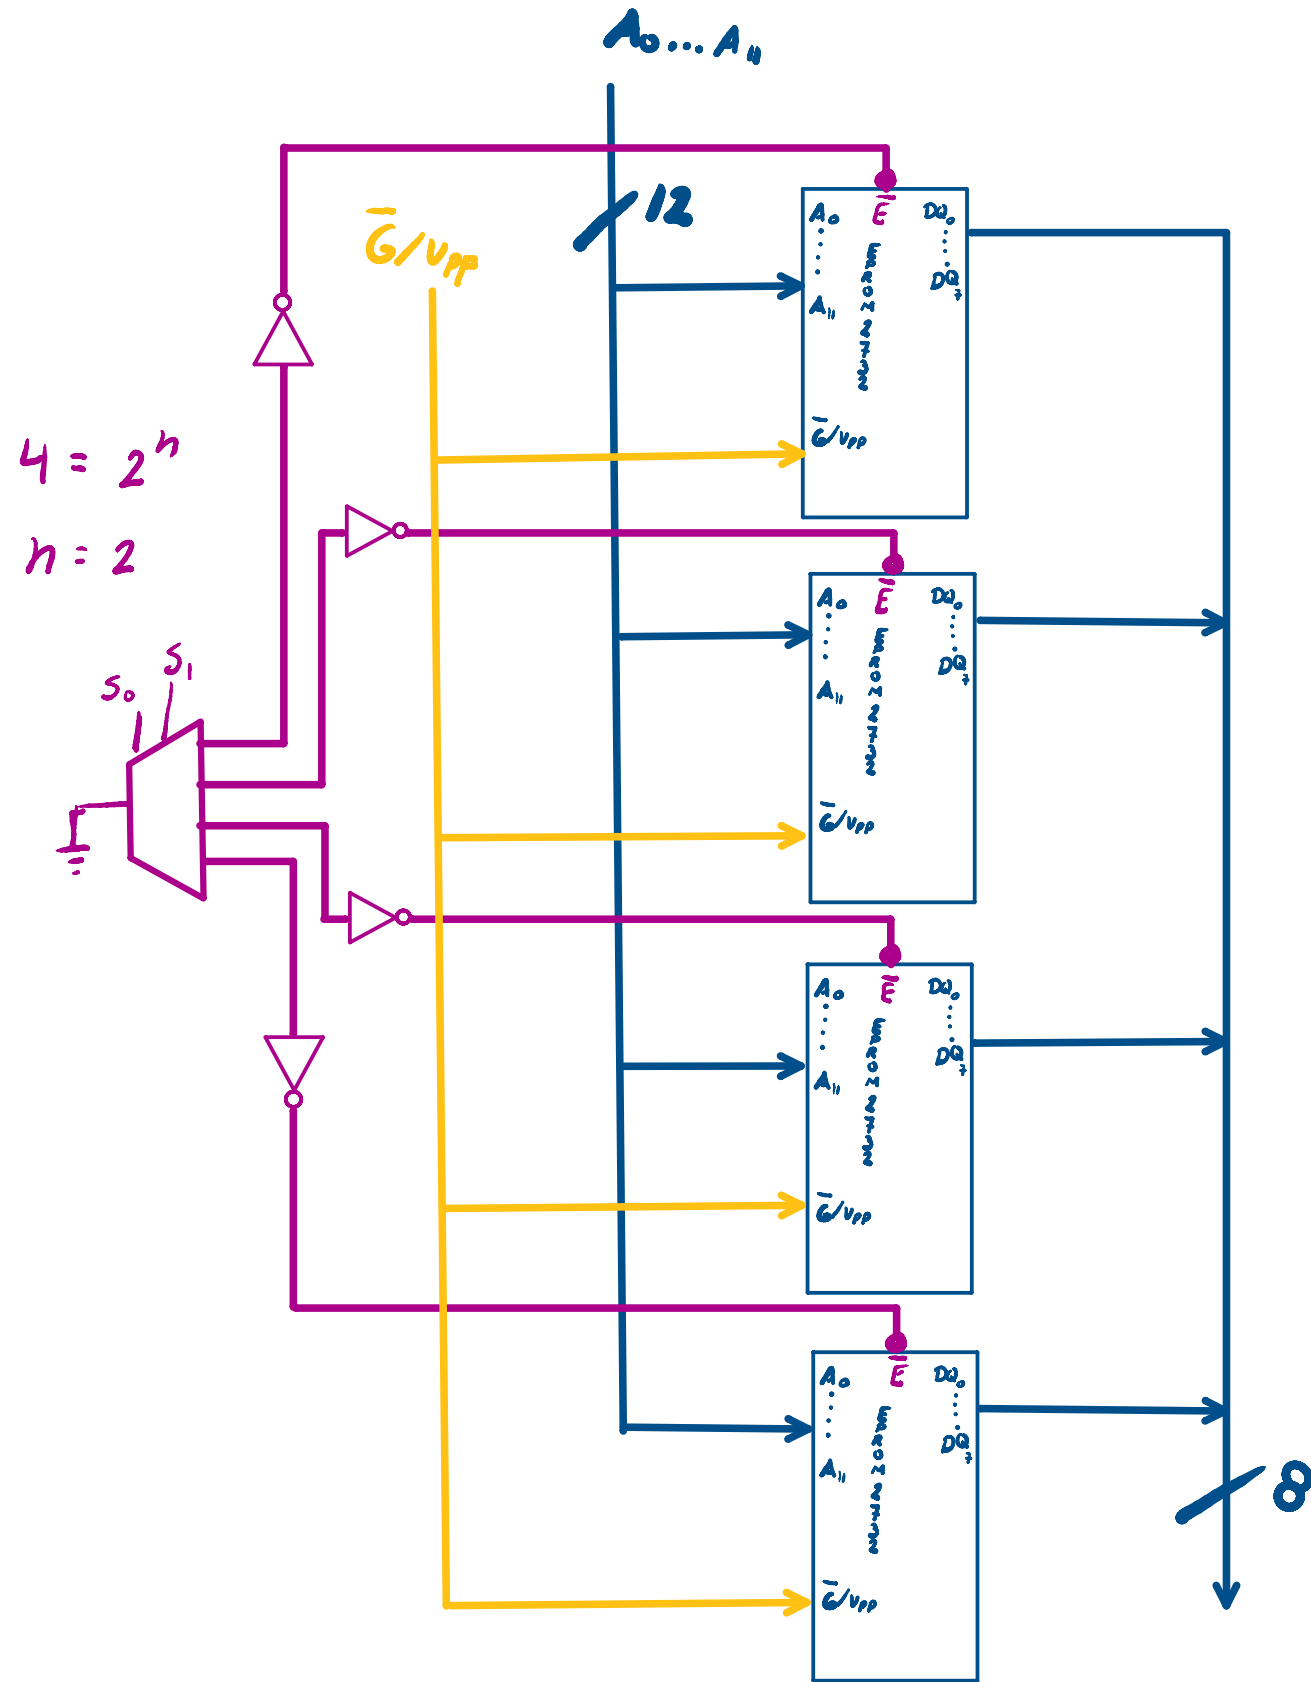 A₀...A₁₁
12
G̅/Vpp
A₀ E̅ DQ₀
A₁₁ DQ₇
EPROM 2732
G̅/Vpp
4 = 2ⁿ
n = 2
A₀ E̅ DQ₀
A₁₁ DQ₇
EPROM 2732
G̅/Vpp
S₀ S₁
A₀ E̅ DQ₀
A₁₁ DQ₇
EPROM 2732
G̅/Vpp
A₀ E̅ DQ₀
A₁₁ DQ₇
EPROM 2732
G̅/Vpp
8